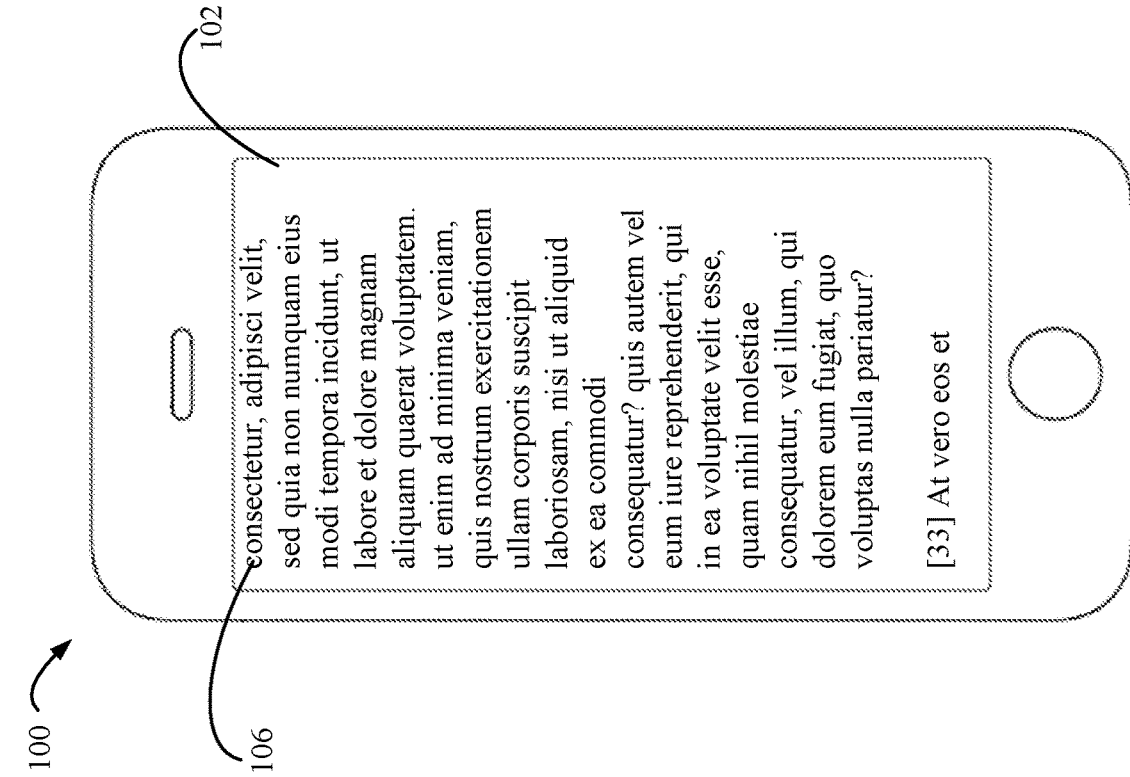 100
102
106
consectetur, adipisci velit,
sed quia non numquam eius
modi tempora incidunt, ut
labore et dolore magnam
aliquam quaerat voluptatem.
ut enim ad minima veniam,
quis nostrum exercitationem
ullam corporis suscipit
laboriosam, nisi ut aliquid
ex ea commodi
consequatur? quis autem vel
eum iure reprehenderit, qui
in ea voluptate velit esse,
quam nihil molestiae
consequatur, vel illum, qui
dolorem eum fugiat, quo
voluptas nulla pariatur?
[33] At vero eos et